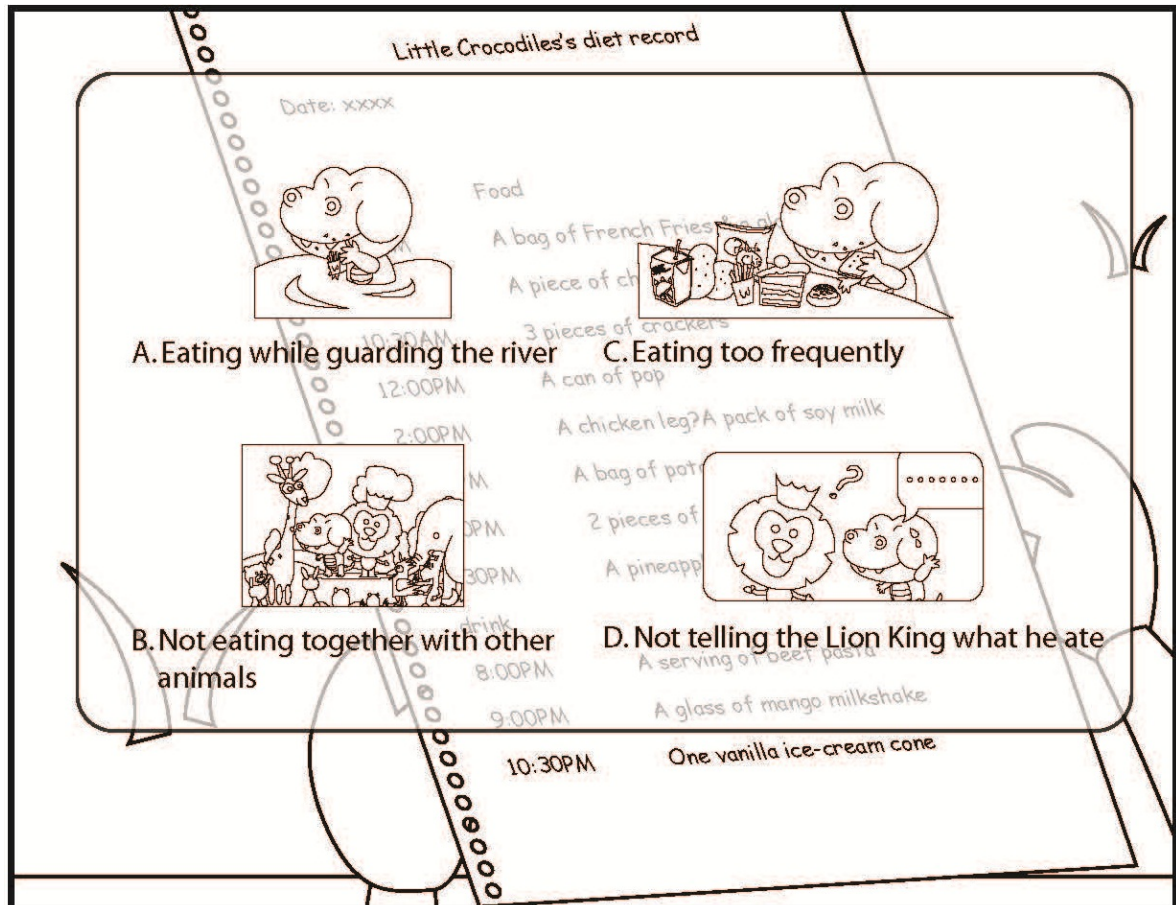 Little Crocodiles's diet record
Date: xxxx
Food
A bag of French Fries
A piece of
10:30AM 3 pieces of crackers
A. Eating while guarding the river
C. Eating too frequently
12:00PM A can of pop
2:00PM A chicken leg?A pack of soy milk
A bag of
2 pieces of
30PM A
drink
B. Not eating together with other
animals
D. Not telling the Lion King what he ate
8:00PM A serving of beef pasta
9:00PM A glass of mango milkshake
10:30PM One vanilla ice-cream cone